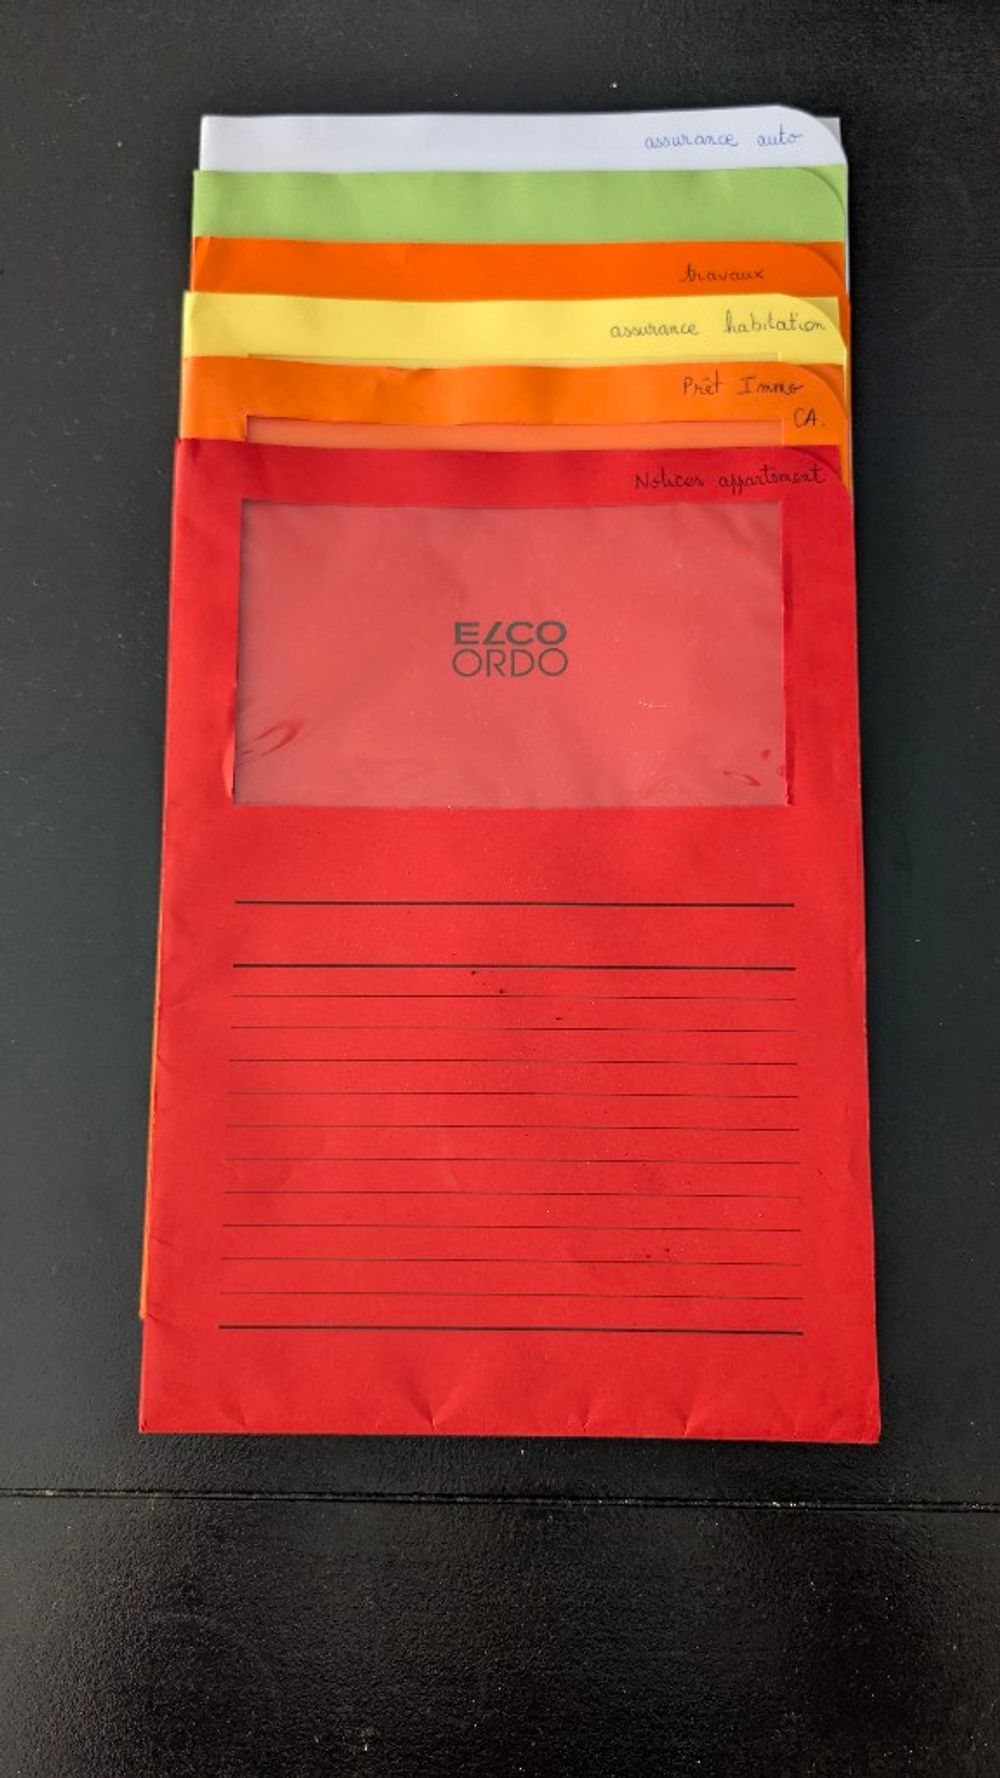 assurance auto
travaux
assurance habitation
Prêt Immo
CA.
Notices appartement
ELCO
ORDO